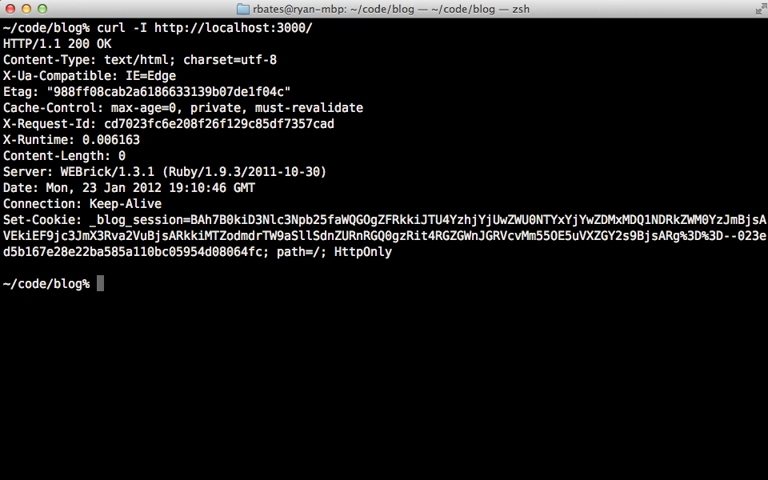 rbates@ryan-mbp: ~/code/blog — ~/code/blog — zsh
~/code/blog% curl -I http://localhost:3000/
HTTP/1.1 200 OK
Content-Type: text/html; charset=utf-8
X-Ua-Compatible: IE=Edge
Etag: "988ff08cab2a6186633139b07de1f04c"
Cache-Control: max-age=0, private, must-revalidate
X-Request-Id: cd7023fc6e208f26f129c85df7357cad
X-Runtime: 0.006163
Content-Length: 0
Server: WEBrick/1.3.1 (Ruby/1.9.3/2011-10-30)
Date: Mon, 23 Jan 2012 19:10:46 GMT
Connection: Keep-Alive
Set-Cookie: _blog_session=BAh7B0kiD3Nlc3Npb25faWQGOgZFRkkiJTU4YzhjYjUwZWU0NTYxYjYwZDMxMDQ1NDRkZWM0YzJmBjsA
VEkiEF9jc3JmX3Rva2VuBjsARkkiMTZodmdrTW9aSllSdnZURnRGQ0gzRit4RGZGWnJGRVcvMm55OE5uVXZGY2s9BjsARg%3D%3D--023e
d5b167e28e22ba585a110bc05954d08064fc; path=/; HttpOnly
~/code/blog%